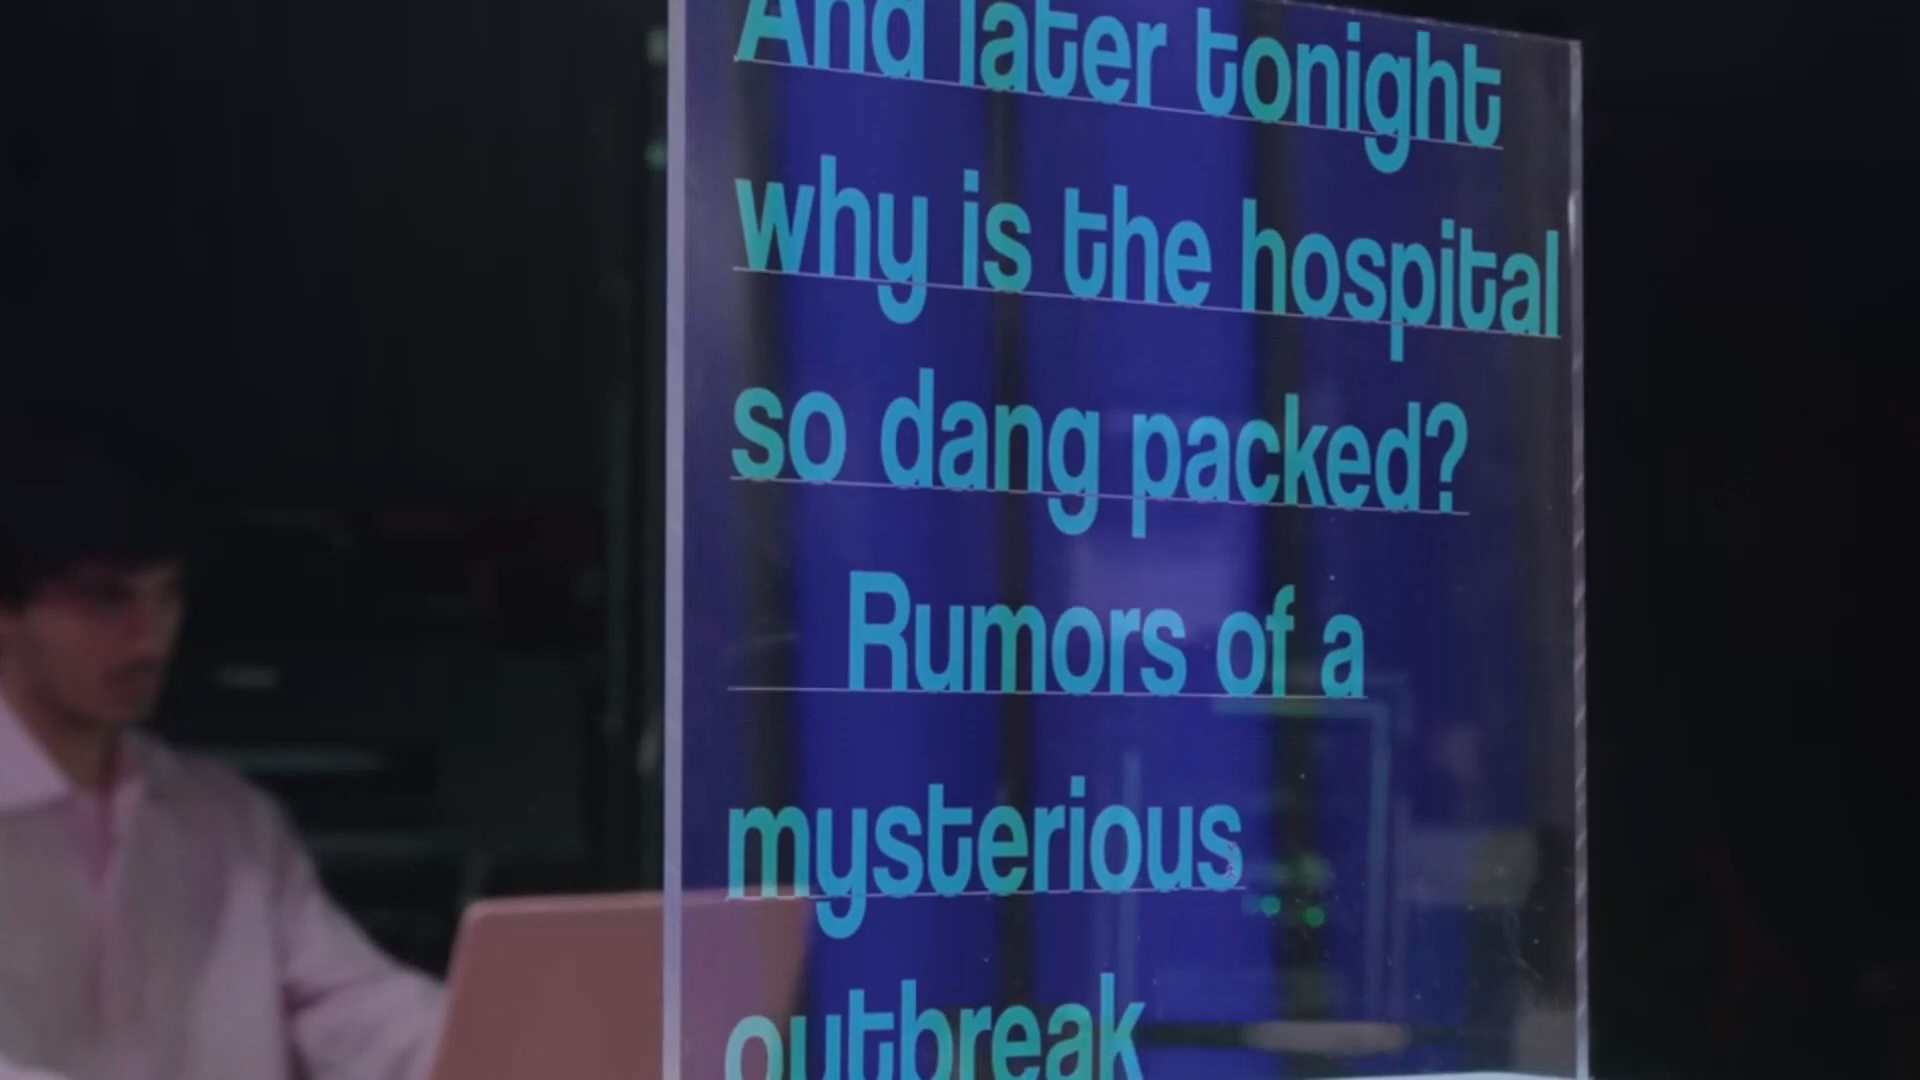 And later tonight
why is the hospital
so dang packed?
Rumors of a
mysterious
outbreak